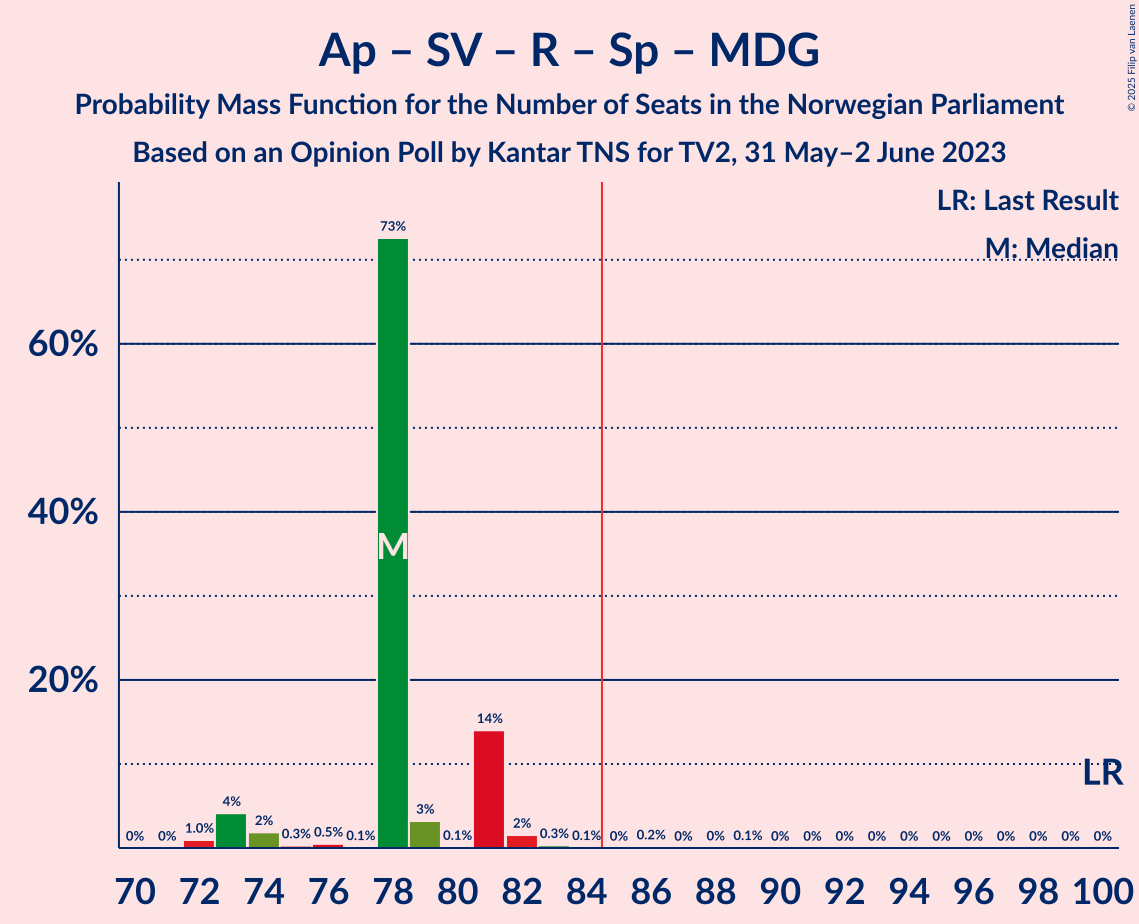 Ap – SV – R – Sp – MDG
Probability Mass Function for the Number of Seats in the Norwegian Parliament
Based on an Opinion Poll by Kantar TNS for TV2, 31 May–2 June 2023
© 2025 Filip van Laenen
LR: Last Result
M: Median
73%
60%
40%
M
20%
14%
LR
4%
3%
0% 0% 1.0% 2% 0.3% 0.5% 0.1% 0.1% 2% 0.3% 0.1% 0% 0.2% 0% 0% 0.1% 0% 0% 0% 0% 0% 0% 0% 0% 0% 0% 0%
70 72 74 76 78 80 82 84 86 88 90 92 94 96 98 100